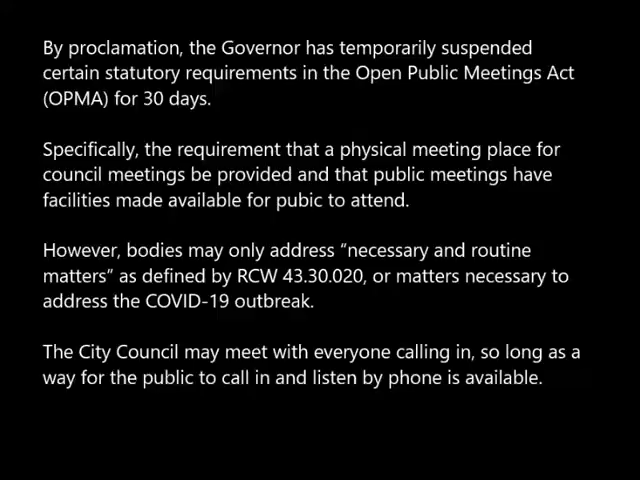 By proclamation, the Governor has temporarily suspended
certain statutory requirements in the Open Public Meetings Act
(OPMA) for 30 days.
Specifically, the requirement that a physical meeting place for
council meetings be provided and that public meetings have
facilities made available for pubic to attend.
However, bodies may only address “necessary and routine
matters” as defined by RCW 43.30.020, or matters necessary to
address the COVID-19 outbreak.
The City Council may meet with everyone calling in, so long as a
way for the public to call in and listen by phone is available.